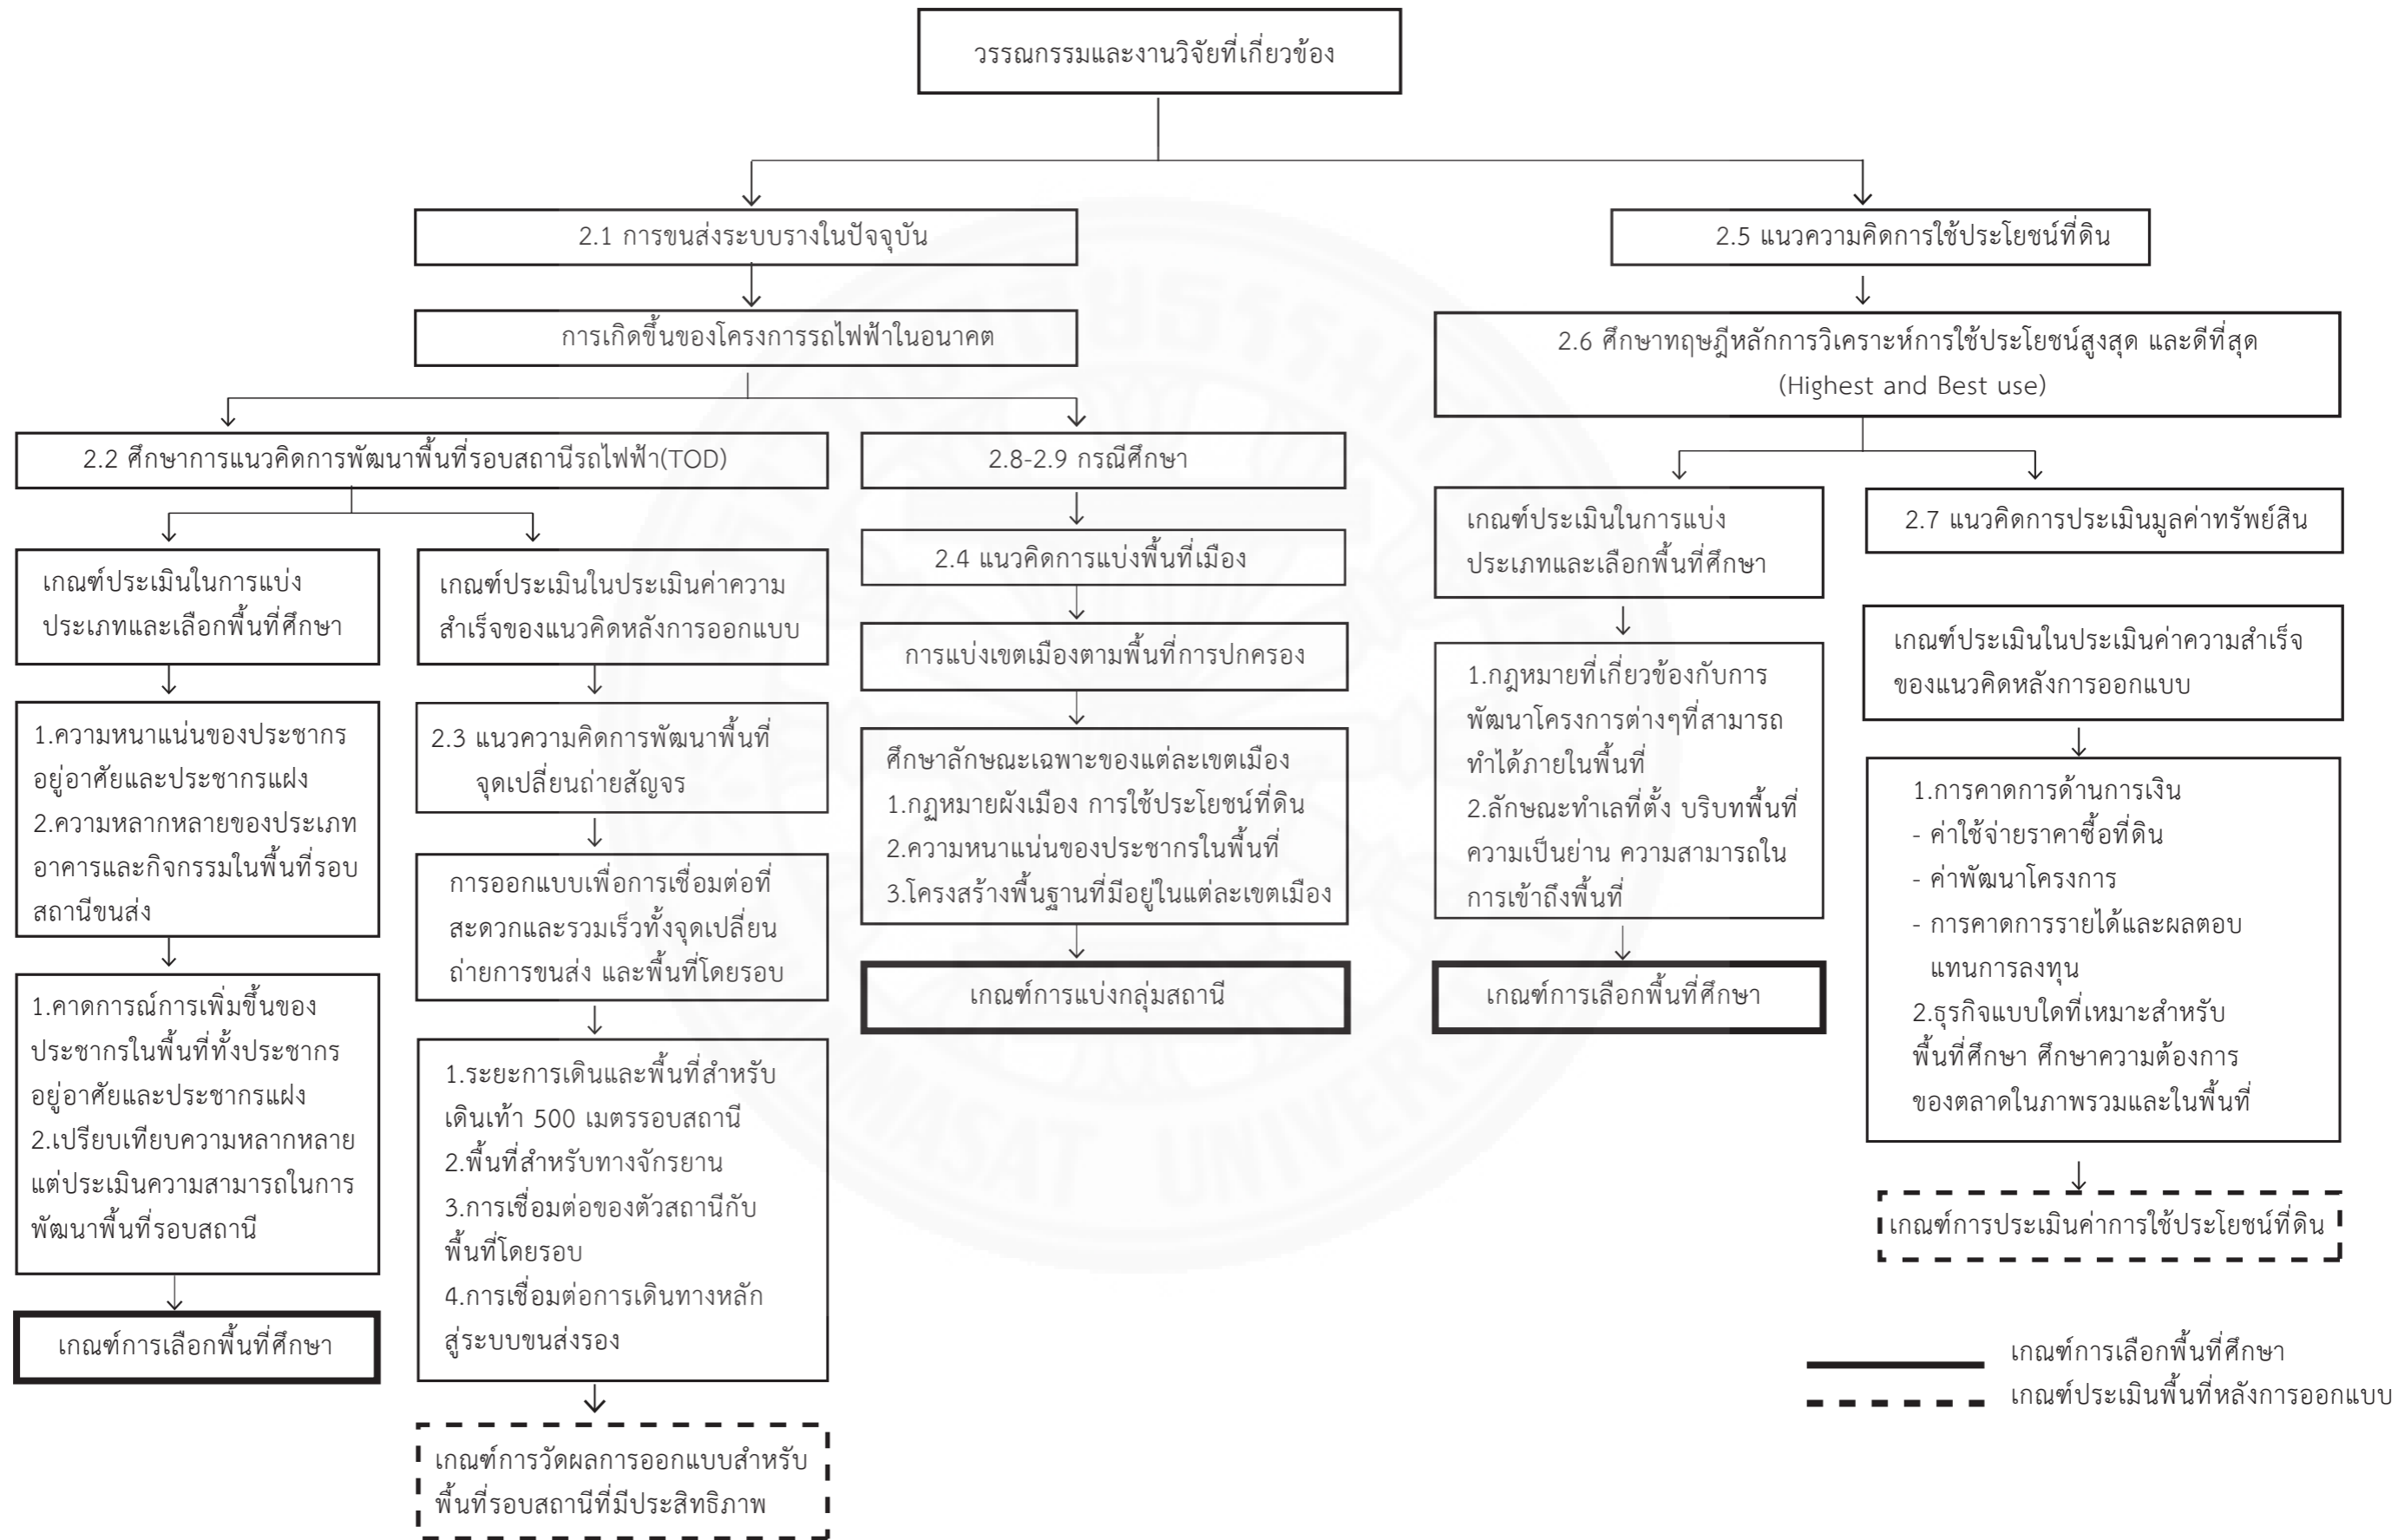 วรรณกรรมและงานวิจัยที่เกี่ยวข้อง
2.1 การขนส่งระบบรางในปัจจุบัน
การเกิดขึ้นของโครงการรถไฟฟ้าในอนาคต
2.2 ศึกษาการแนวคิดการพัฒนาพื้นที่รอบสถานีรถไฟฟ้า(TOD)
เกณฑ์ประเมินในการแบ่ง
ประเภทและเลือกพื้นที่ศึกษา
1.ความหนาแน่นของประชากร
อยู่อาศัยและประชากรแฝง
2.ความหลากหลายของประเภท
อาคารและกิจกรรมในพื้นที่รอบ
สถานีขนส่ง
1.คาดการณ์การเพิ่มขึ้นของ
ประชากรในพื้นที่ทั้งประชากร
อยู่อาศัยและประชากรแฝง
2.เปรียบเทียบความหลากหลาย
แต่ประเมินความสามารถในการ
พัฒนาพื้นที่รอบสถานี
เกณฑ์การเลือกพื้นที่ศึกษา
เกณฑ์ประเมินในประเมินค่าความ
สำเร็จของแนวคิดหลังการออกแบบ
2.3 แนวความคิดการพัฒนาพื้นที่
จุดเปลี่ยนถ่ายสัญจร
การออกแบบเพื่อการเชื่อมต่อที่
สะดวกและรวมเร็วทั้งจุดเปลี่ยน
ถ่ายการขนส่ง และพื้นที่โดยรอบ
1.ระยะการเดินและพื้นที่สำหรับ
เดินเท้า 500 เมตรรอบสถานี
2.พื้นที่สำหรับทางจักรยาน
3.การเชื่อมต่อของตัวสถานีกับ
พื้นที่โดยรอบ
4.การเชื่อมต่อการเดินทางหลัก
สู่ระบบขนส่งรอง
เกณฑ์การวัดผลการออกแบบสำหรับ
พื้นที่รอบสถานีที่มีประสิทธิภาพ
2.8-2.9 กรณีศึกษา
2.4 แนวคิดการแบ่งพื้นที่เมือง
การแบ่งเขตเมืองตามพื้นที่การปกครอง
ศึกษาลักษณะเฉพาะของแต่ละเขตเมือง
1.กฏหมายผังเมือง การใช้ประโยชน์ที่ดิน
2.ความหนาแน่นของประชากรในพื้นที่
3.โครงสร้างพื้นฐานที่มีอยู่ในแต่ละเขตเมือง
เกณฑ์การแบ่งกลุ่มสถานี
2.5 แนวความคิดการใช้ประโยชน์ที่ดิน
2.6 ศึกษาทฤษฎีหลักการวิเคราะห์การใช้ประโยชน์สูงสุด และดีที่สุด
(Highest and Best use)
เกณฑ์ประเมินในการแบ่ง
ประเภทและเลือกพื้นที่ศึกษา
1.กฎหมายที่เกี่ยวข้องกับการ
พัฒนาโครงการต่างๆที่สามารถ
ทำได้ภายในพื้นที่
2.ลักษณะทำเลที่ตั้ง บริบทพื้นที่
ความเป็นย่าน ความสามารถใน
การเข้าถึงพื้นที่
เกณฑ์การเลือกพื้นที่ศึกษา
2.7 แนวคิดการประเมินมูลค่าทรัพย์สิน
เกณฑ์ประเมินในประเมินค่าความสำเร็จ
ของแนวคิดหลังการออกแบบ
1.การคาดการด้านการเงิน
- ค่าใช้จ่ายราคาซื้อที่ดิน
- ค่าพัฒนาโครงการ
- การคาดการรายได้และผลตอบ
แทนการลงทุน
2.ธุรกิจแบบใดที่เหมาะสำหรับ
พื้นที่ศึกษา ศึกษาความต้องการ
ของตลาดในภาพรวมและในพื้นที่
เกณฑ์การประเมินค่าการใช้ประโยชน์ที่ดิน
เกณฑ์การเลือกพื้นที่ศึกษา
เกณฑ์ประเมินพื้นที่หลังการออกแบบ